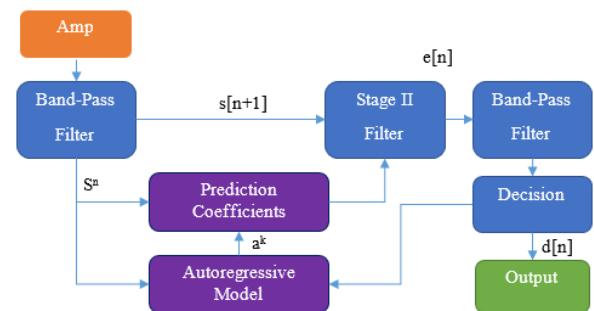 Amp
e[n]
Band-Pass
Filter
s[n+1]
Stage II
Filter
Band-Pass
Filter
Sⁿ
Prediction
Coefficients
Decision
aᵏ
d[n]
Autoregressive
Model
Output